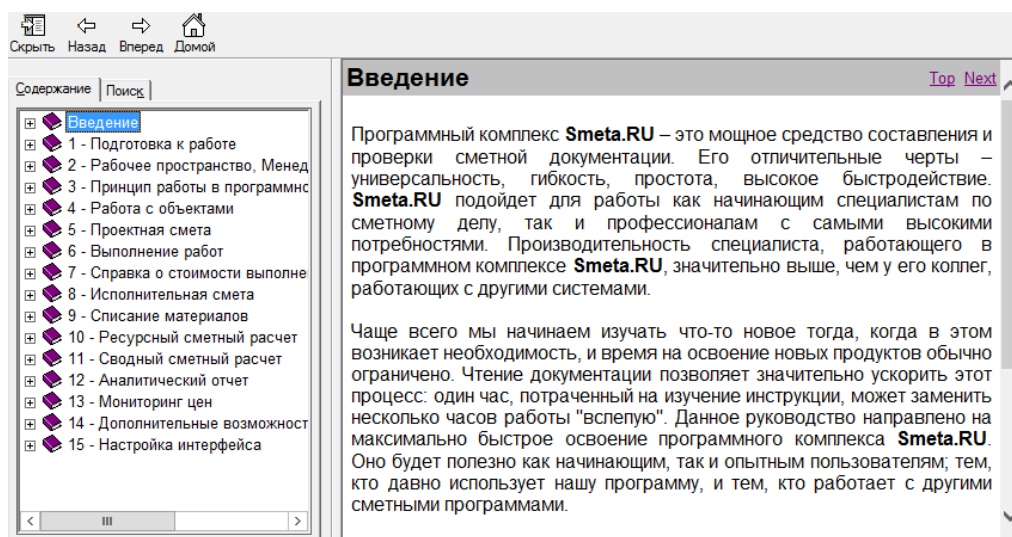 Скрыть Назад Вперед Домой
Содержание Поиск
Введение
1 - Подготовка к работе
2 - Рабочее пространство, Менед
3 - Принцип работы в программнс
4 - Работа с объектами
5 - Проектная смета
6 - Выполнение работ
7 - Справка о стоимости выполне
8 - Исполнительная смета
9 - Списание материалов
10 - Ресурсный сметный расчет
11 - Сводный сметный расчет
12 - Аналитический отчет
13 - Мониторинг цен
14 - Дополнительные возможност
15 - Настройка интерфейса
Введение
Top Next
Программный комплекс Smeta.RU – это мощное средство составления и
проверки сметной документации. Его отличительные черты –
универсальность, гибкость, простота, высокое быстродействие.
Smeta.RU подойдет для работы как начинающим специалистам по
сметному делу, так и профессионалам с самыми высокими
потребностями. Производительность специалиста, работающего в
программном комплексе Smeta.RU, значительно выше, чем у его коллег,
работающих с другими системами.
Чаще всего мы начинаем изучать что-то новое тогда, когда в этом
возникает необходимость, и время на освоение новых продуктов обычно
ограничено. Чтение документации позволяет значительно ускорить этот
процесс: один час, потраченный на изучение инструкции, может заменить
несколько часов работы "вслепую". Данное руководство направлено на
максимально быстрое освоение программного комплекса Smeta.RU.
Оно будет полезно как начинающим, так и опытным пользователям; тем,
кто давно использует нашу программу, и тем, кто работает с другими
сметными программами.